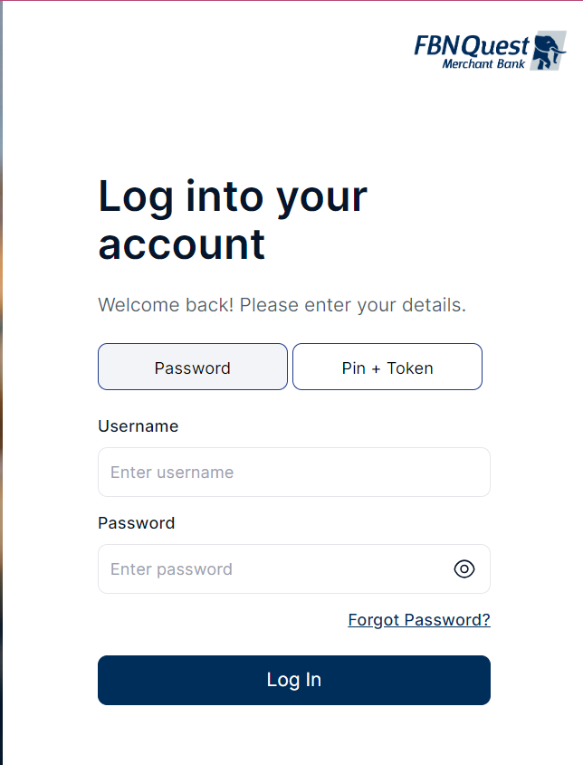 FBNQuest
Merchant Bank
Log into your
account
Welcome back! Please enter your details.
Password
Pin + Token
Username
Enter username
Password
Enter password
Forgot Password?
Log In